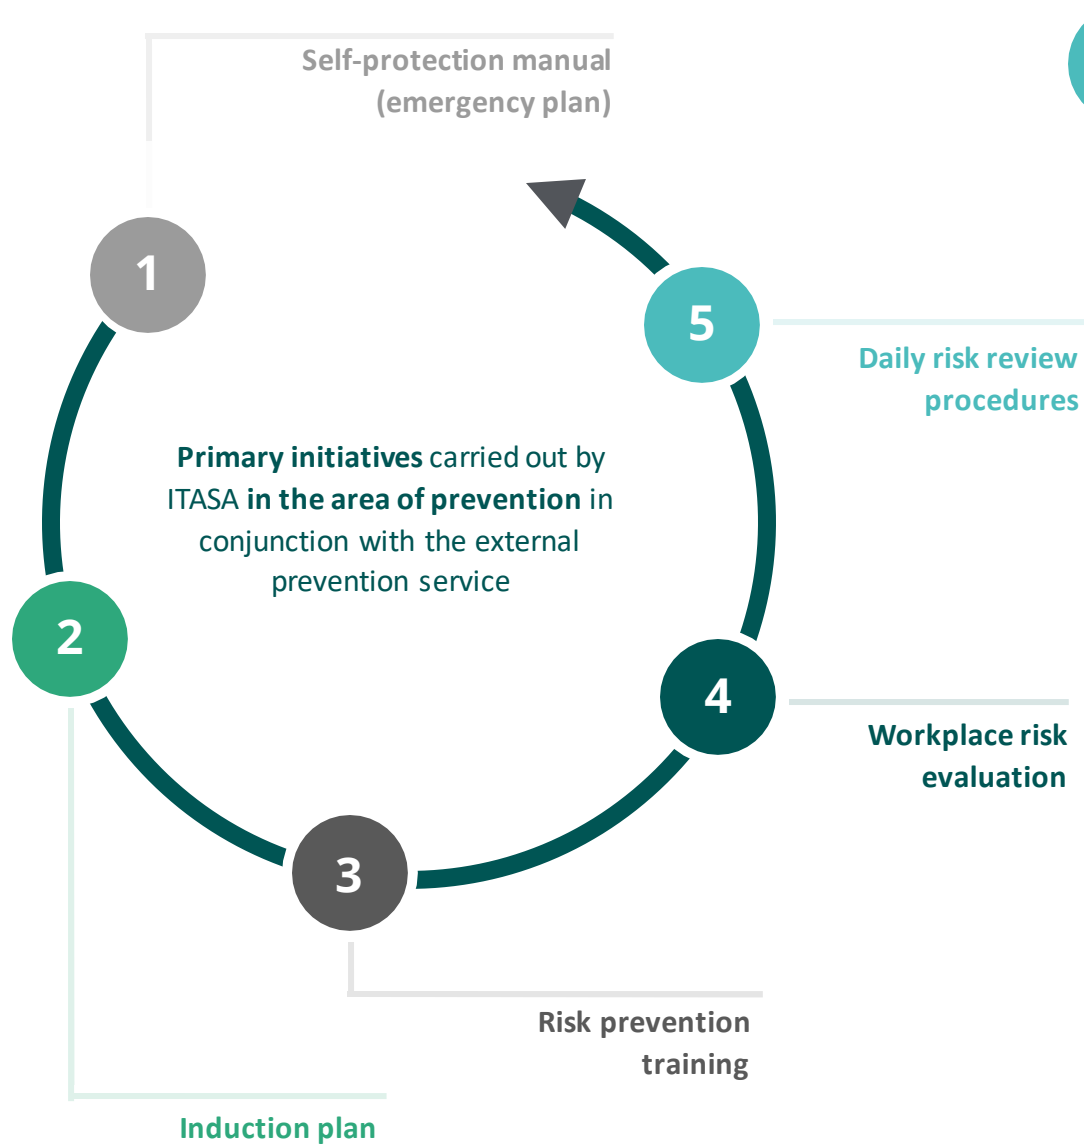 Self-protection manual
(emergency plan)
1
5
Daily risk review
procedures
Primary initiatives carried out by
ITASA in the area of prevention in
conjunction with the external
prevention service
2
4
Workplace risk
evaluation
3
Risk prevention
training
Induction plan